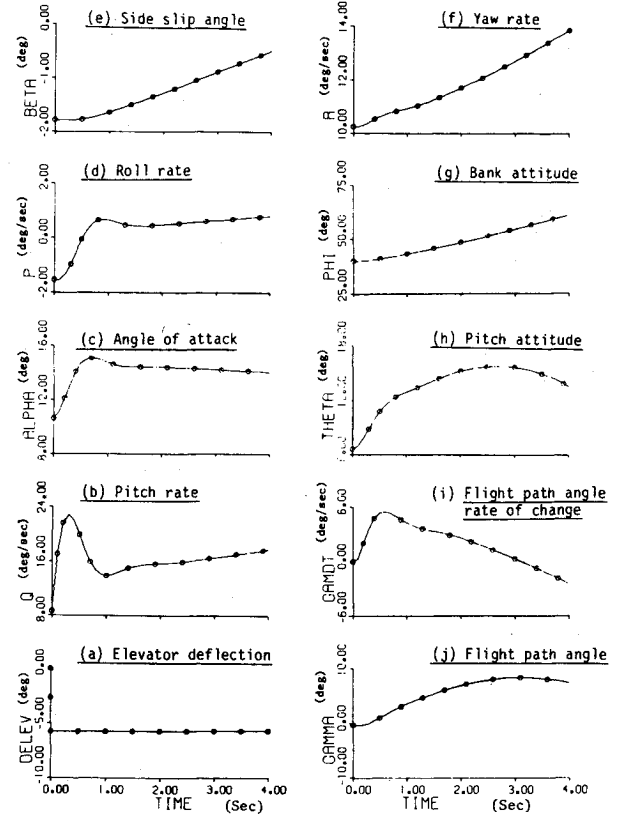 (e) Side slip angle
BETA (deg)
0.00
-1.00
-2.00
(f) Yaw rate
R (deg/sec)
14.00
12.00
10.00
(d) Roll rate
P (deg/sec)
2.00
0.00
-2.00
(g) Bank attitude
PHI (deg)
75.00
50.00
25.00
(c) Angle of attack
ALPHA (deg)
16.00
12.00
8.00
(h) Pitch attitude
THETA (deg)
(b) Pitch rate
Q (deg/sec)
24.00
16.00
8.00
(i) Flight path angle
rate of change
GAMDT (deg/sec)
6.00
0.00
-6.00
(a) Elevator deflection
DELEV (deg)
0.00
-5.00
-10.00
0.00 1.00 2.00 3.00 4.00
TIME (Sec)
(j) Flight path angle
GAMMA (deg)
10.00
0.00
-10.00
0.00 1.00 2.00 3.00 4.00
TIME (Sec)